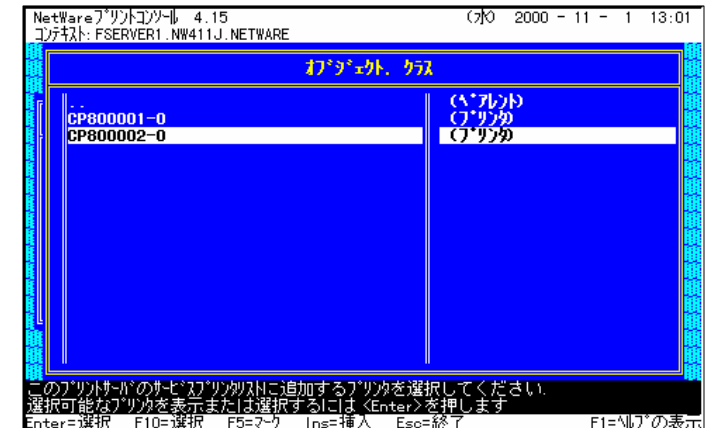 NetWareﾌﾟﾘﾝﾄｺﾝｿｰﾙ 4.15 (水) 2000 - 11 - 1 13:01
ｺﾝﾃｷｽﾄ: FSERVER1.NW411J.NETWARE
ｵﾌﾞｼﾞｪｸﾄ. ｸﾗｽ
.. (ﾍﾟｱﾚﾝﾄ)
CP800001-0 (ﾌﾟﾘﾝﾀ)
CP800002-0 (ﾌﾟﾘﾝﾀ)
このﾌﾟﾘﾝﾄｻｰﾊﾞのｻｰﾋﾞｽﾌﾟﾘﾝﾀﾘｽﾄに追加するﾌﾟﾘﾝﾀを選択してください.
選択可能なﾌﾟﾘﾝﾀを表示または選択するには <Enter> を押します
Enter=選択 F10=選択 F5=ﾏｰｸ Ins=挿入 Esc=終了 F1=ﾍﾙﾌﾟの表示